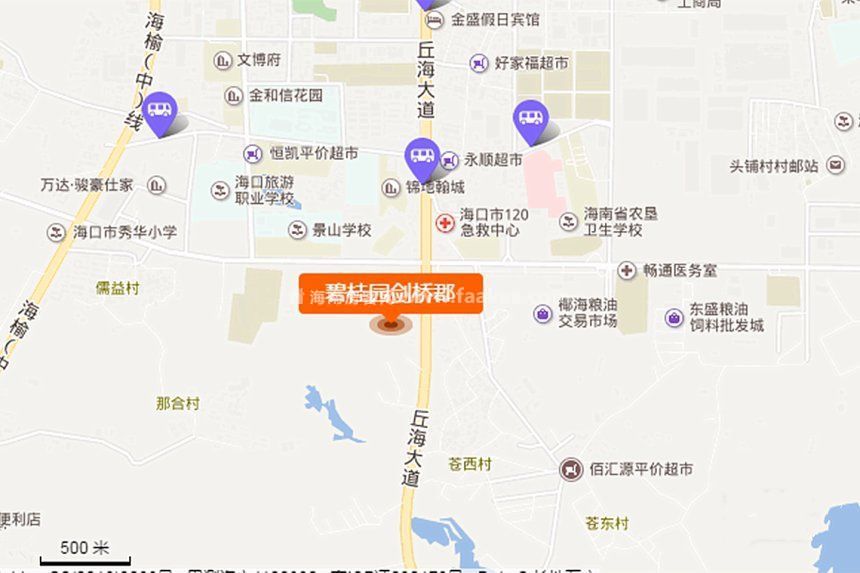 工商局
金盛假日宾馆
海榆(中)线
丘海大道
文博府
好家福超市
金和信花园
恒凯平价超市
永顺超市
头铺村村邮站
万达·骏豪仕家
海口旅游
职业学校
锦地翰城
海口市秀华小学
景山学校
海口市120
急救中心
海南省农垦
卫生学校
畅通医务室
儒益村
碧桂园剑桥郡
椰海粮油
交易市场
东盛粮油
饲料批发城
海榆(中
那合村
丘海大道
苍西村
佰汇源平价超市
便利店
苍东村
500 米